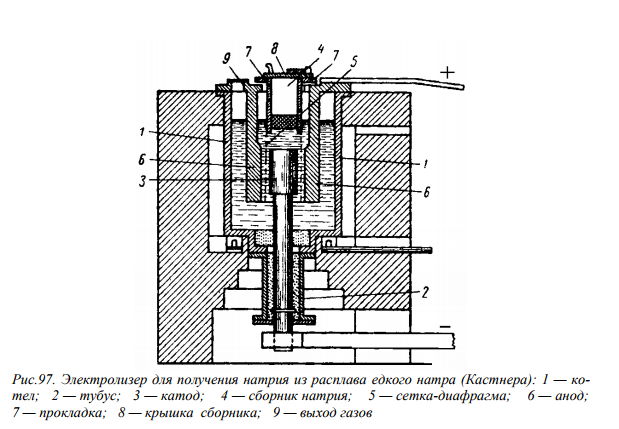 9 7 8 4 7 5
+
1 1
6
3 6
2
−
Рис.97. Электролизер для получения натрия из расплава едкого натра (Кастнера): 1 — ко-
тел; 2 — тубус; 3 — катод; 4 — сборник натрия; 5 — сетка-диафрагма; 6 — анод;
7 — прокладка; 8 — крышка сборника; 9 — выход газов